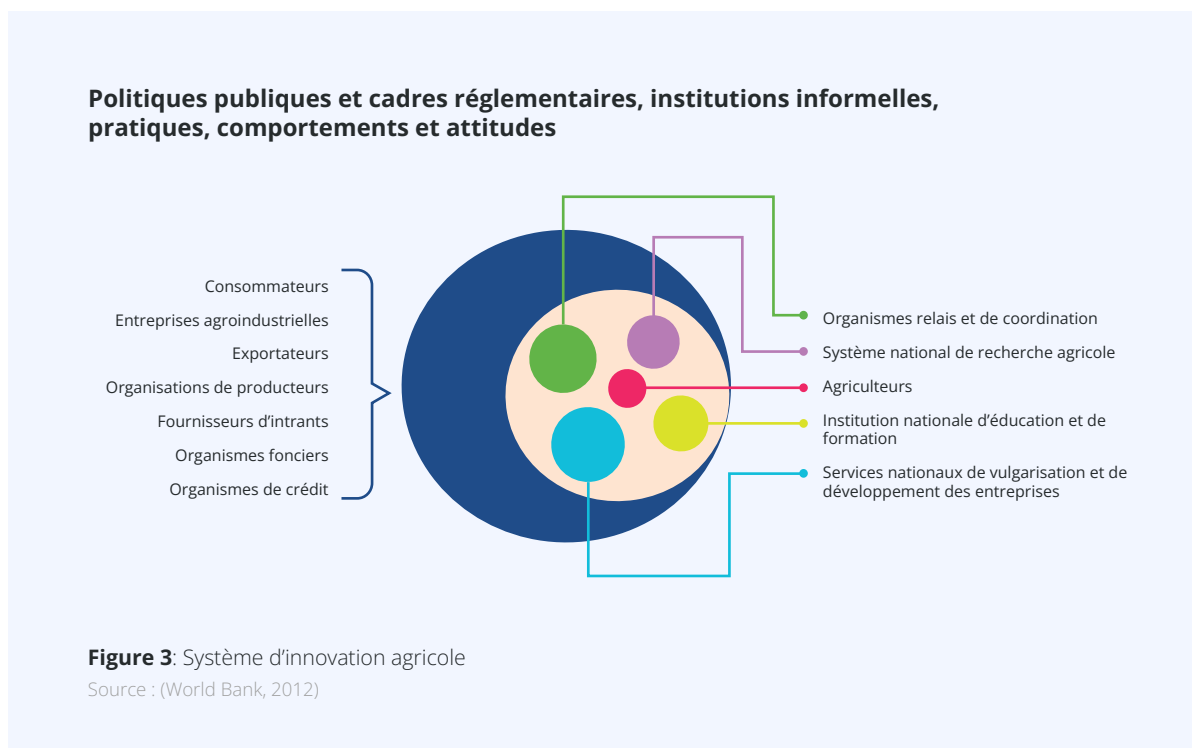 Politiques publiques et cadres réglementaires, institutions informelles,
pratiques, comportements et attitudes
Consommateurs
Entreprises agroindustrielles
Exportateurs
Organisations de producteurs
Fournisseurs d’intrants
Organismes fonciers
Organismes de crédit
Organismes relais et de coordination
Système national de recherche agricole
Agriculteurs
Institution nationale d’éducation et de
formation
Services nationaux de vulgarisation et de
développement des entreprises
Figure 3: Système d’innovation agricole
Source : (World Bank, 2012)